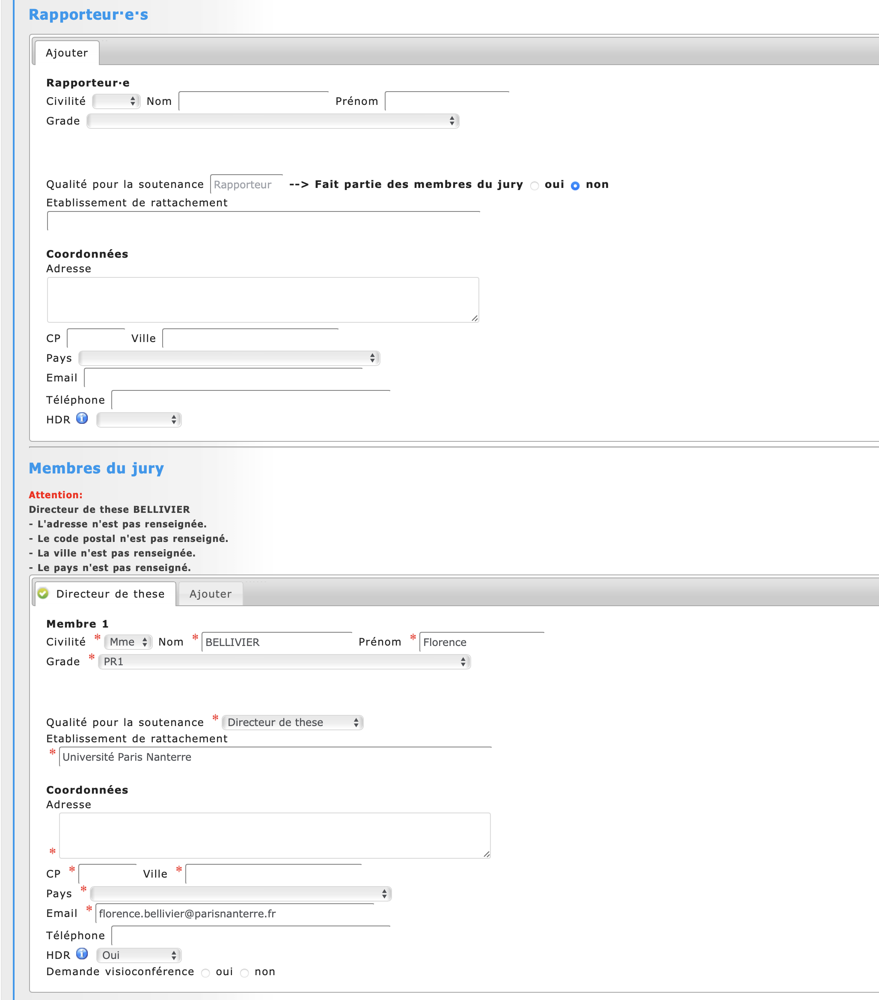 Rapporteur·e·s
Ajouter
Rapporteur·e
Civilité Nom Prénom
Grade
Qualité pour la soutenance Rapporteur --> Fait partie des membres du jury oui non
Etablissement de rattachement
Coordonnées
Adresse
CP Ville
Pays
Email
Téléphone
HDR
Membres du jury
Attention:
Directeur de these BELLIVIER
- L'adresse n'est pas renseignée.
- Le code postal n'est pas renseigné.
- La ville n'est pas renseignée.
- Le pays n'est pas renseigné.
Directeur de these Ajouter
Membre 1
Civilité * Mme Nom * BELLIVIER Prénom * Florence
Grade * PR1
Qualité pour la soutenance * Directeur de these
Etablissement de rattachement
* Université Paris Nanterre
Coordonnées
Adresse
*
CP * Ville *
Pays *
Email * florence.bellivier@parisnanterre.fr
Téléphone
HDR Oui
Demande visioconférence oui non